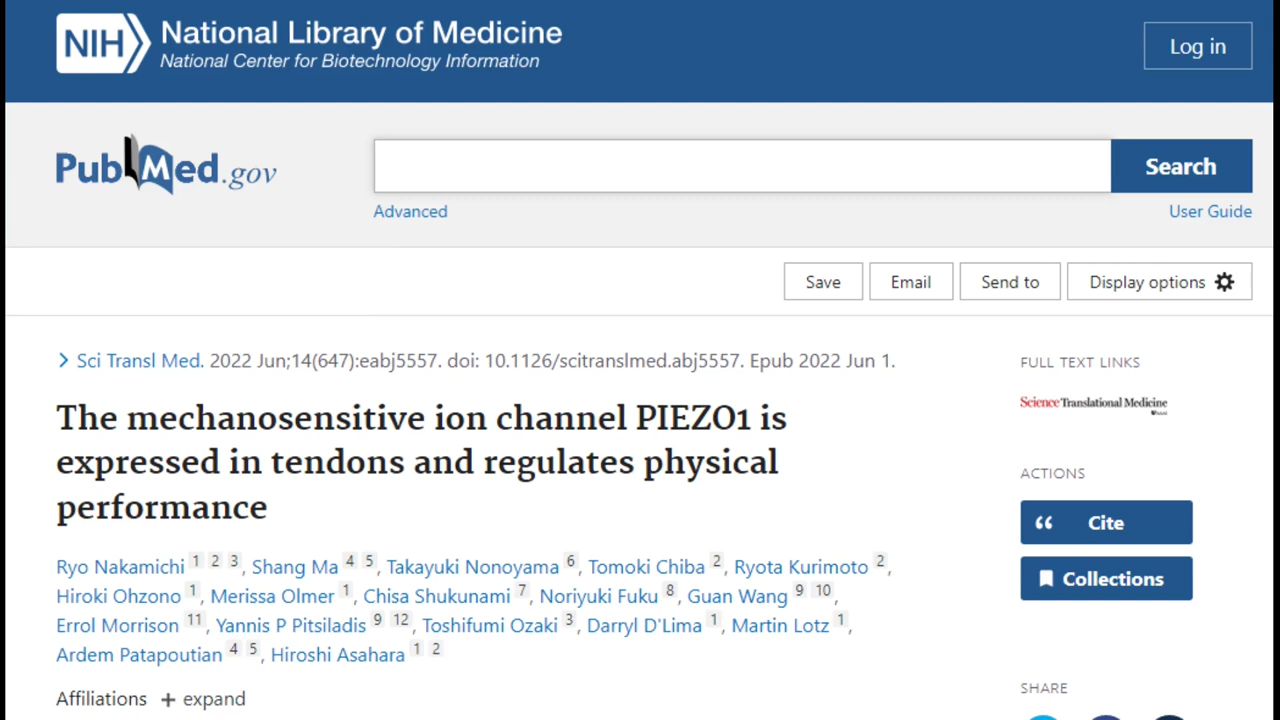 NIH National Library of Medicine
National Center for Biotechnology Information
Log in
PubMed.gov
Search
Advanced
User Guide
Save
Email
Send to
Display options
Sci Transl Med. 2022 Jun;14(647):eabj5557. doi: 10.1126/scitranslmed.abj5557. Epub 2022 Jun 1.
The mechanosensitive ion channel PIEZO1 is
expressed in tendons and regulates physical
performance
Ryo Nakamichi 1 2 3, Shang Ma 4 5, Takayuki Nonoyama 6, Tomoki Chiba 2, Ryota Kurimoto 2,
Hiroki Ohzono 1, Merissa Olmer 1, Chisa Shukunami 7, Noriyuki Fuku 8, Guan Wang 9 10,
Errol Morrison 11, Yannis P Pitsiladis 9 12, Toshifumi Ozaki 3, Darryl D'Lima 1, Martin Lotz 1,
Ardem Patapoutian 4 5, Hiroshi Asahara 1 2
Affiliations + expand
FULL TEXT LINKS
Science Translational Medicine
ACTIONS
Cite
Collections
SHARE